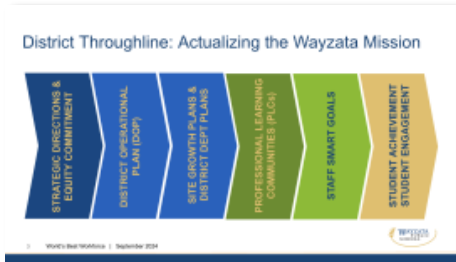 District Throughline: Actualizing the Wayzata Mission
STRATEGIC DIRECTIONS &
EQUITY COMMITMENT
DISTRICT OPERATIONAL
PLAN (DOP)
SITE GROWTH PLANS &
DISTRICT DEPT PLANS
PROFESSIONAL LEARNING
COMMUNITIES (PLCs)
STAFF SMART GOALS
STUDENT ACHIEVEMENT
STUDENT ENGAGEMENT
World's Best Workforce | September 2024
WAYZATA